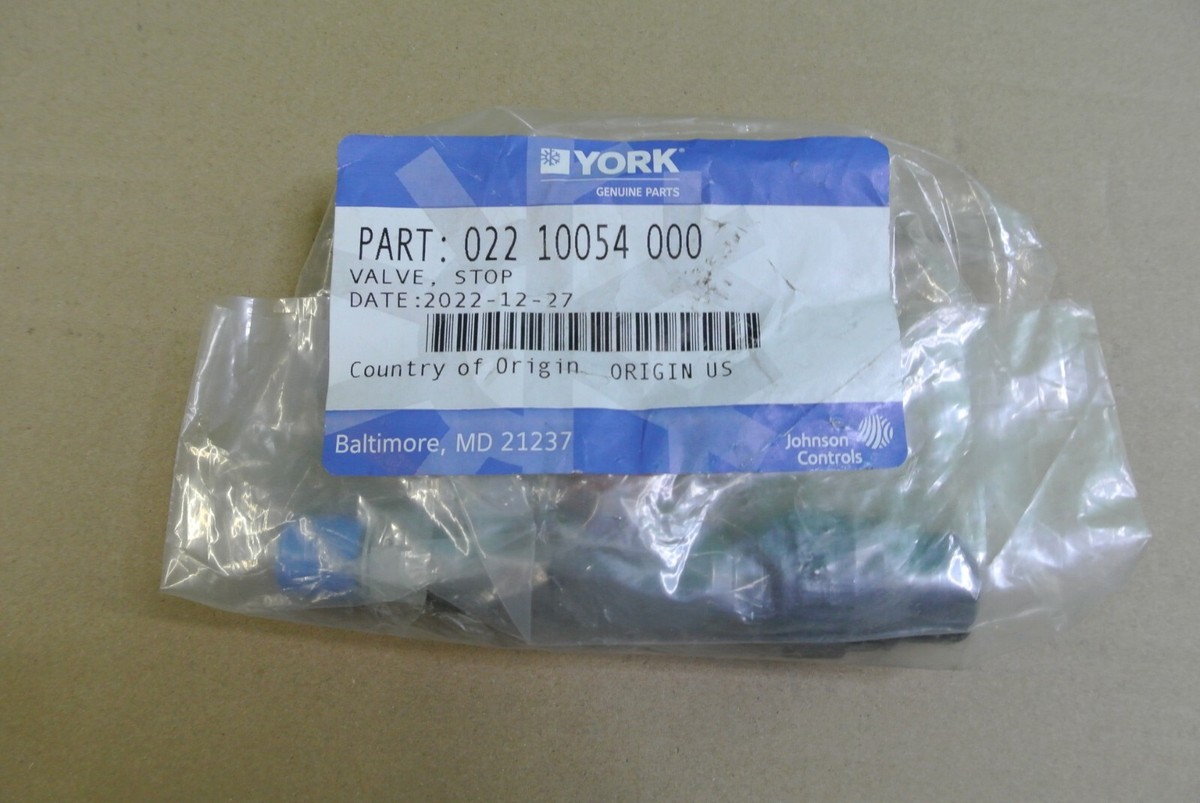 YORK®
GENUINE PARTS
PART: 022 10054 000
VALVE, STOP
DATE:2022-12-27
Country of Origin ORIGIN US
Baltimore, MD 21237
Johnson
Controls